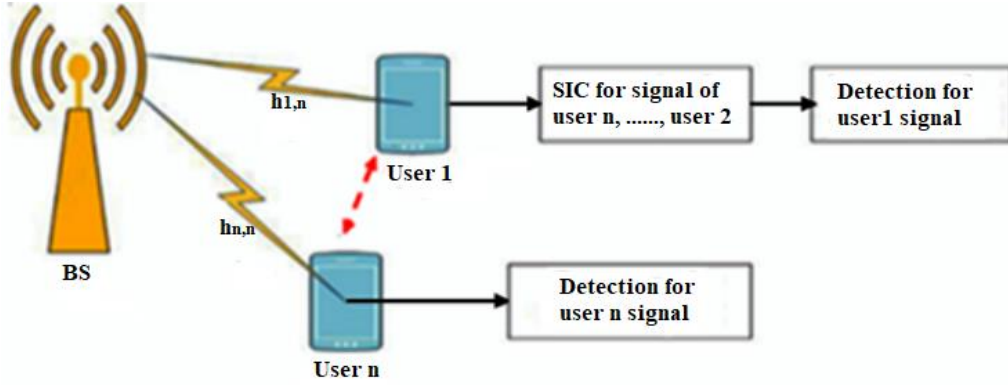 h1,n
SIC for signal of
user n, ......, user 2
Detection for
user1 signal
User 1
hn,n
BS
Detection for
user n signal
User n